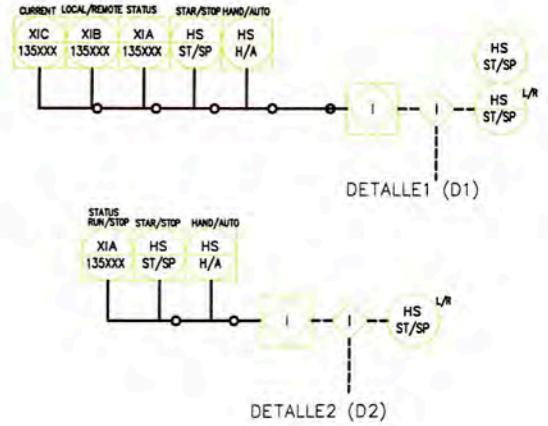 CURRENT LOCAL/REMOTE STATUS STAR/STOP HAND/AUTO
XIC XIB XIA HS HS
135XXX 135XXX 135XXX ST/SP H/A
HS
ST/SP
I I HS L/R
ST/SP
DETALLE1 (D1)
STATUS
RUN/STOP STAR/STOP HAND/AUTO
XIA HS HS
135XXX ST/SP H/A
I I HS L/R
ST/SP
DETALLE2 (D2)